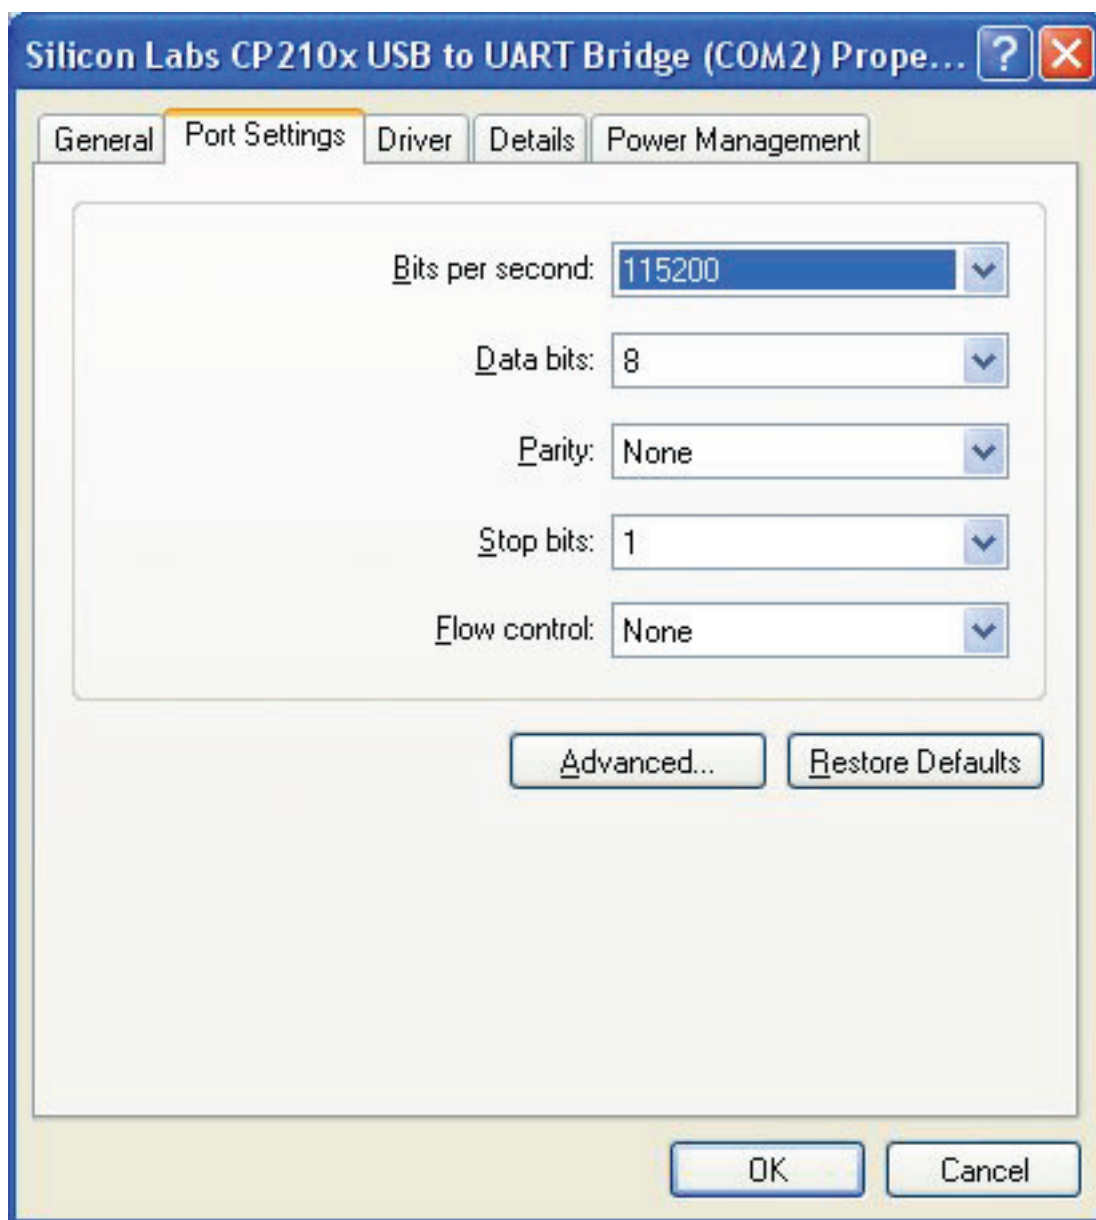 Silicon Labs CP210x USB to UART Bridge (COM2) Prope... ?
General Port Settings Driver Details Power Management
Bits per second: 115200
Data bits: 8
Parity: None
Stop bits: 1
Flow control: None
Advanced... Restore Defaults
OK Cancel